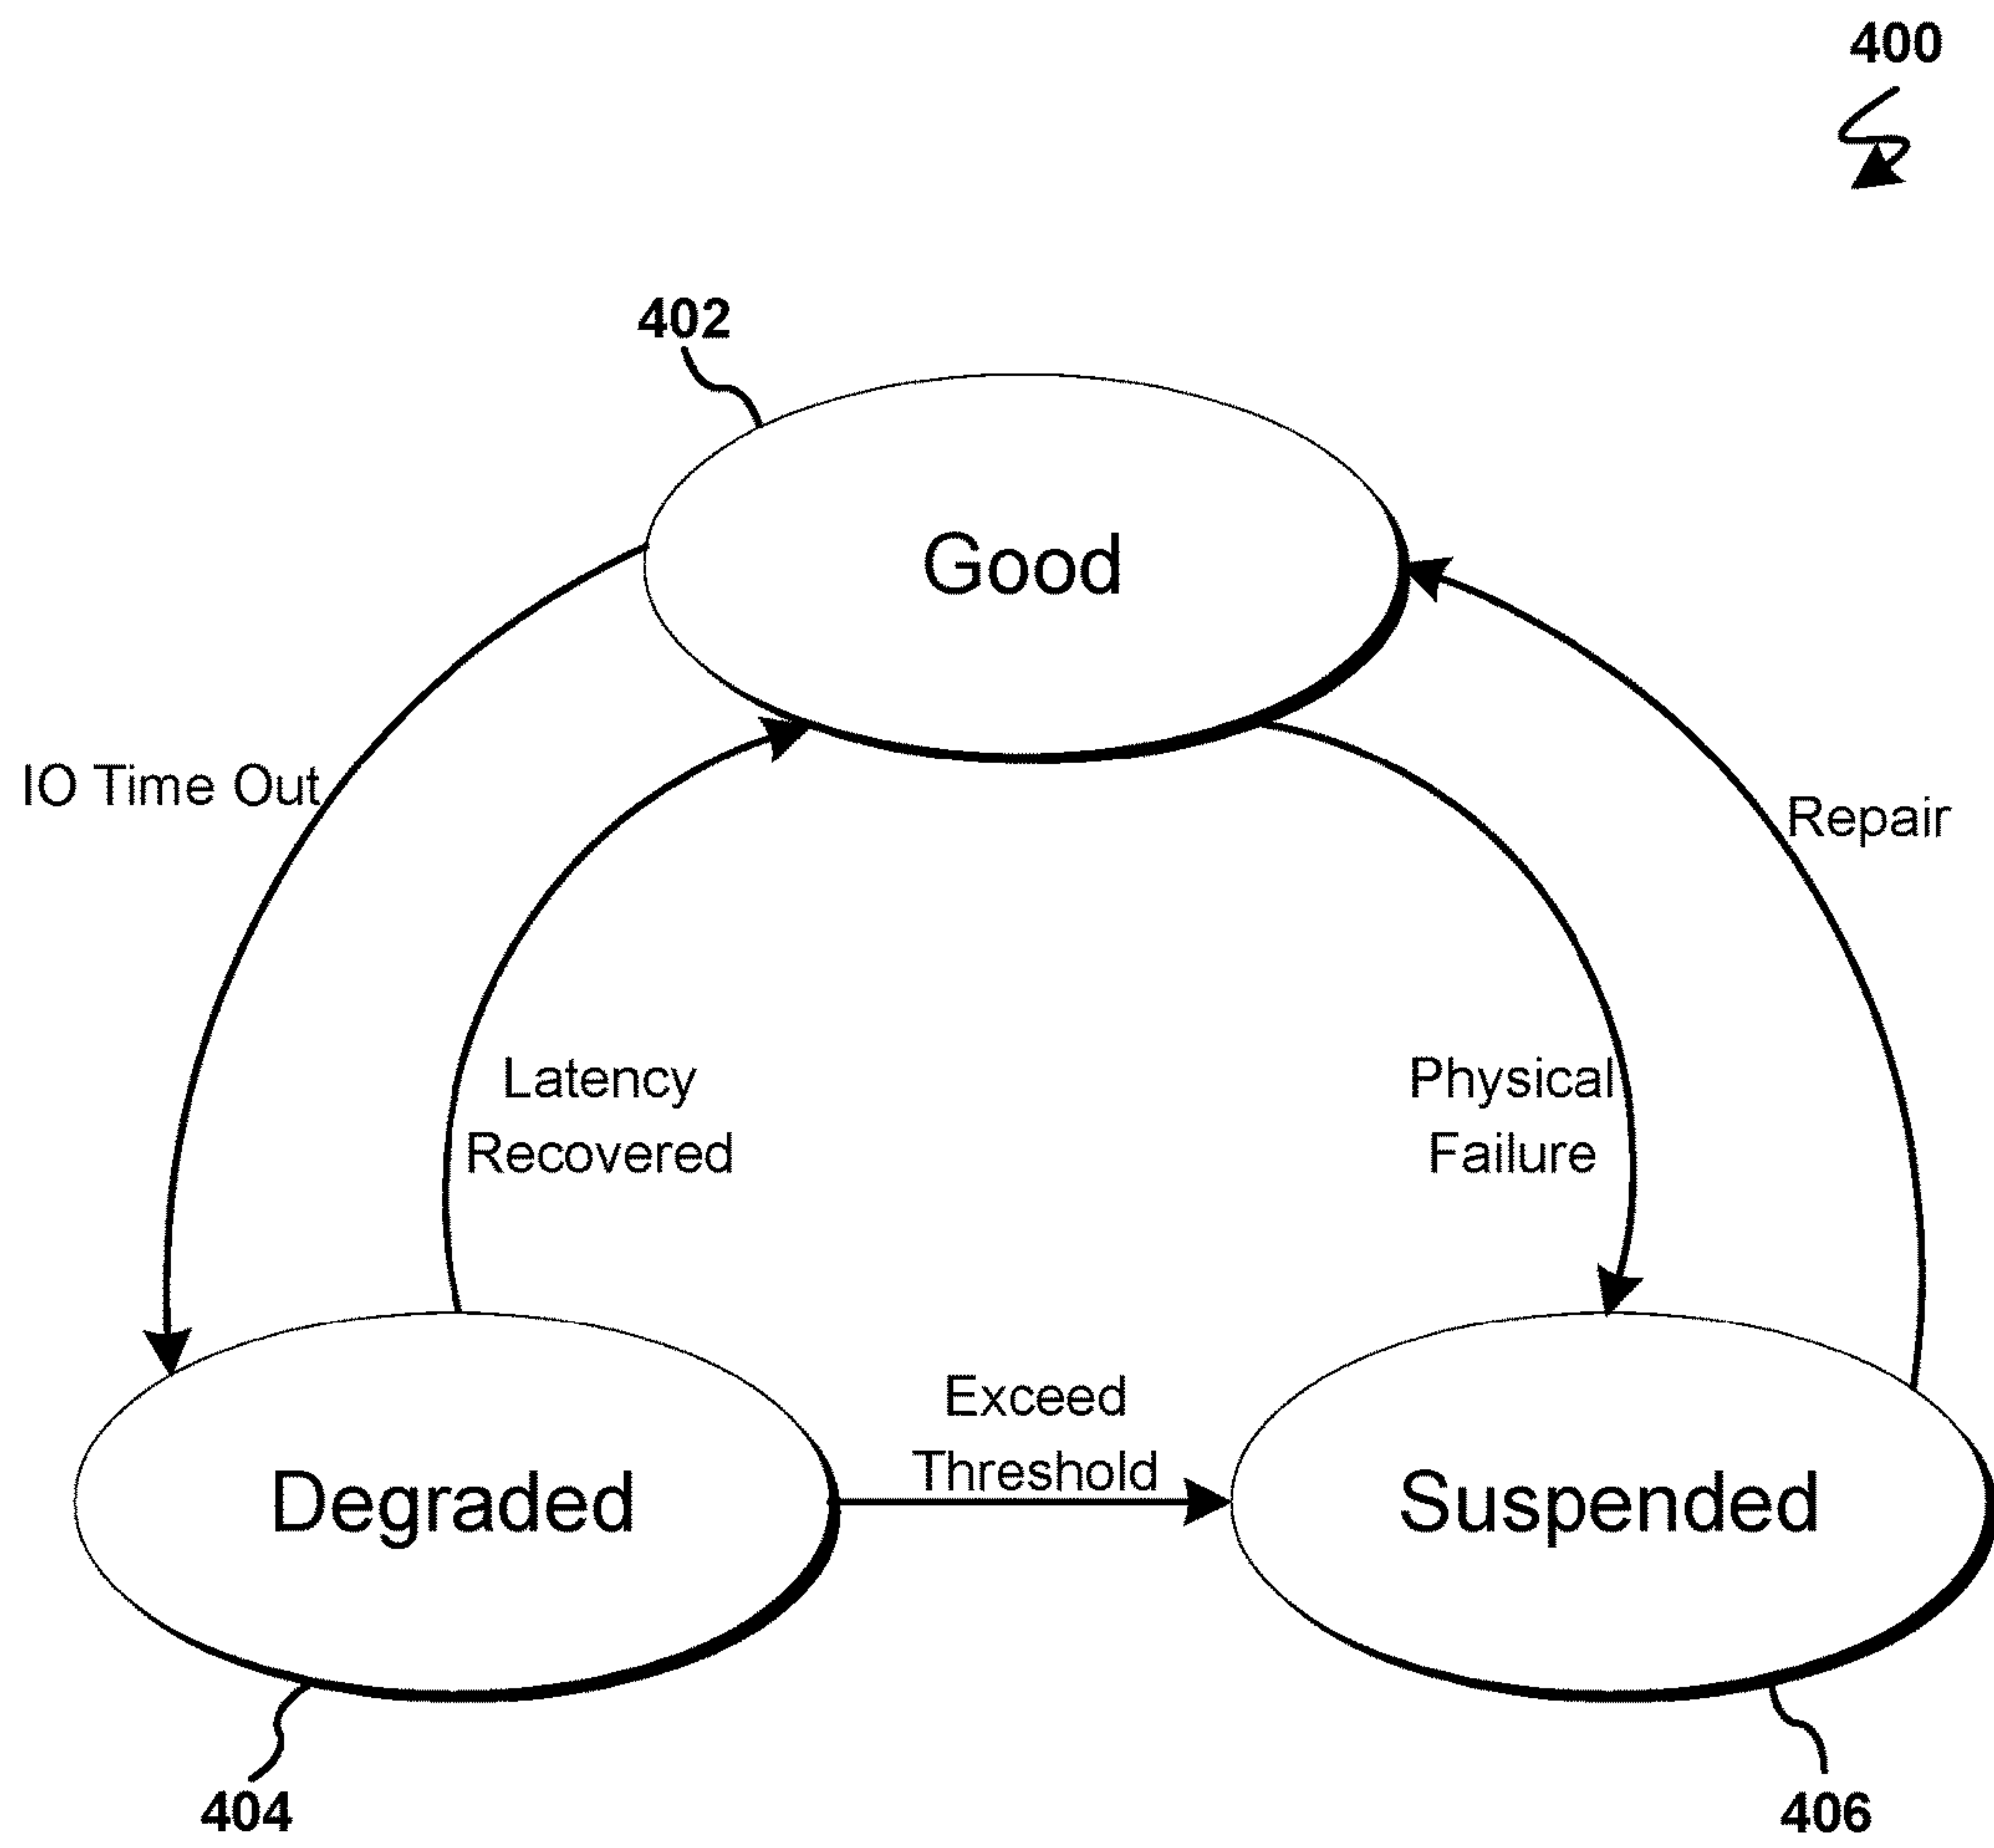 400
402
Good
IO Time Out
Repair
Latency
Recovered
Physical
Failure
Exceed
Threshold
Degraded
Suspended
404
406